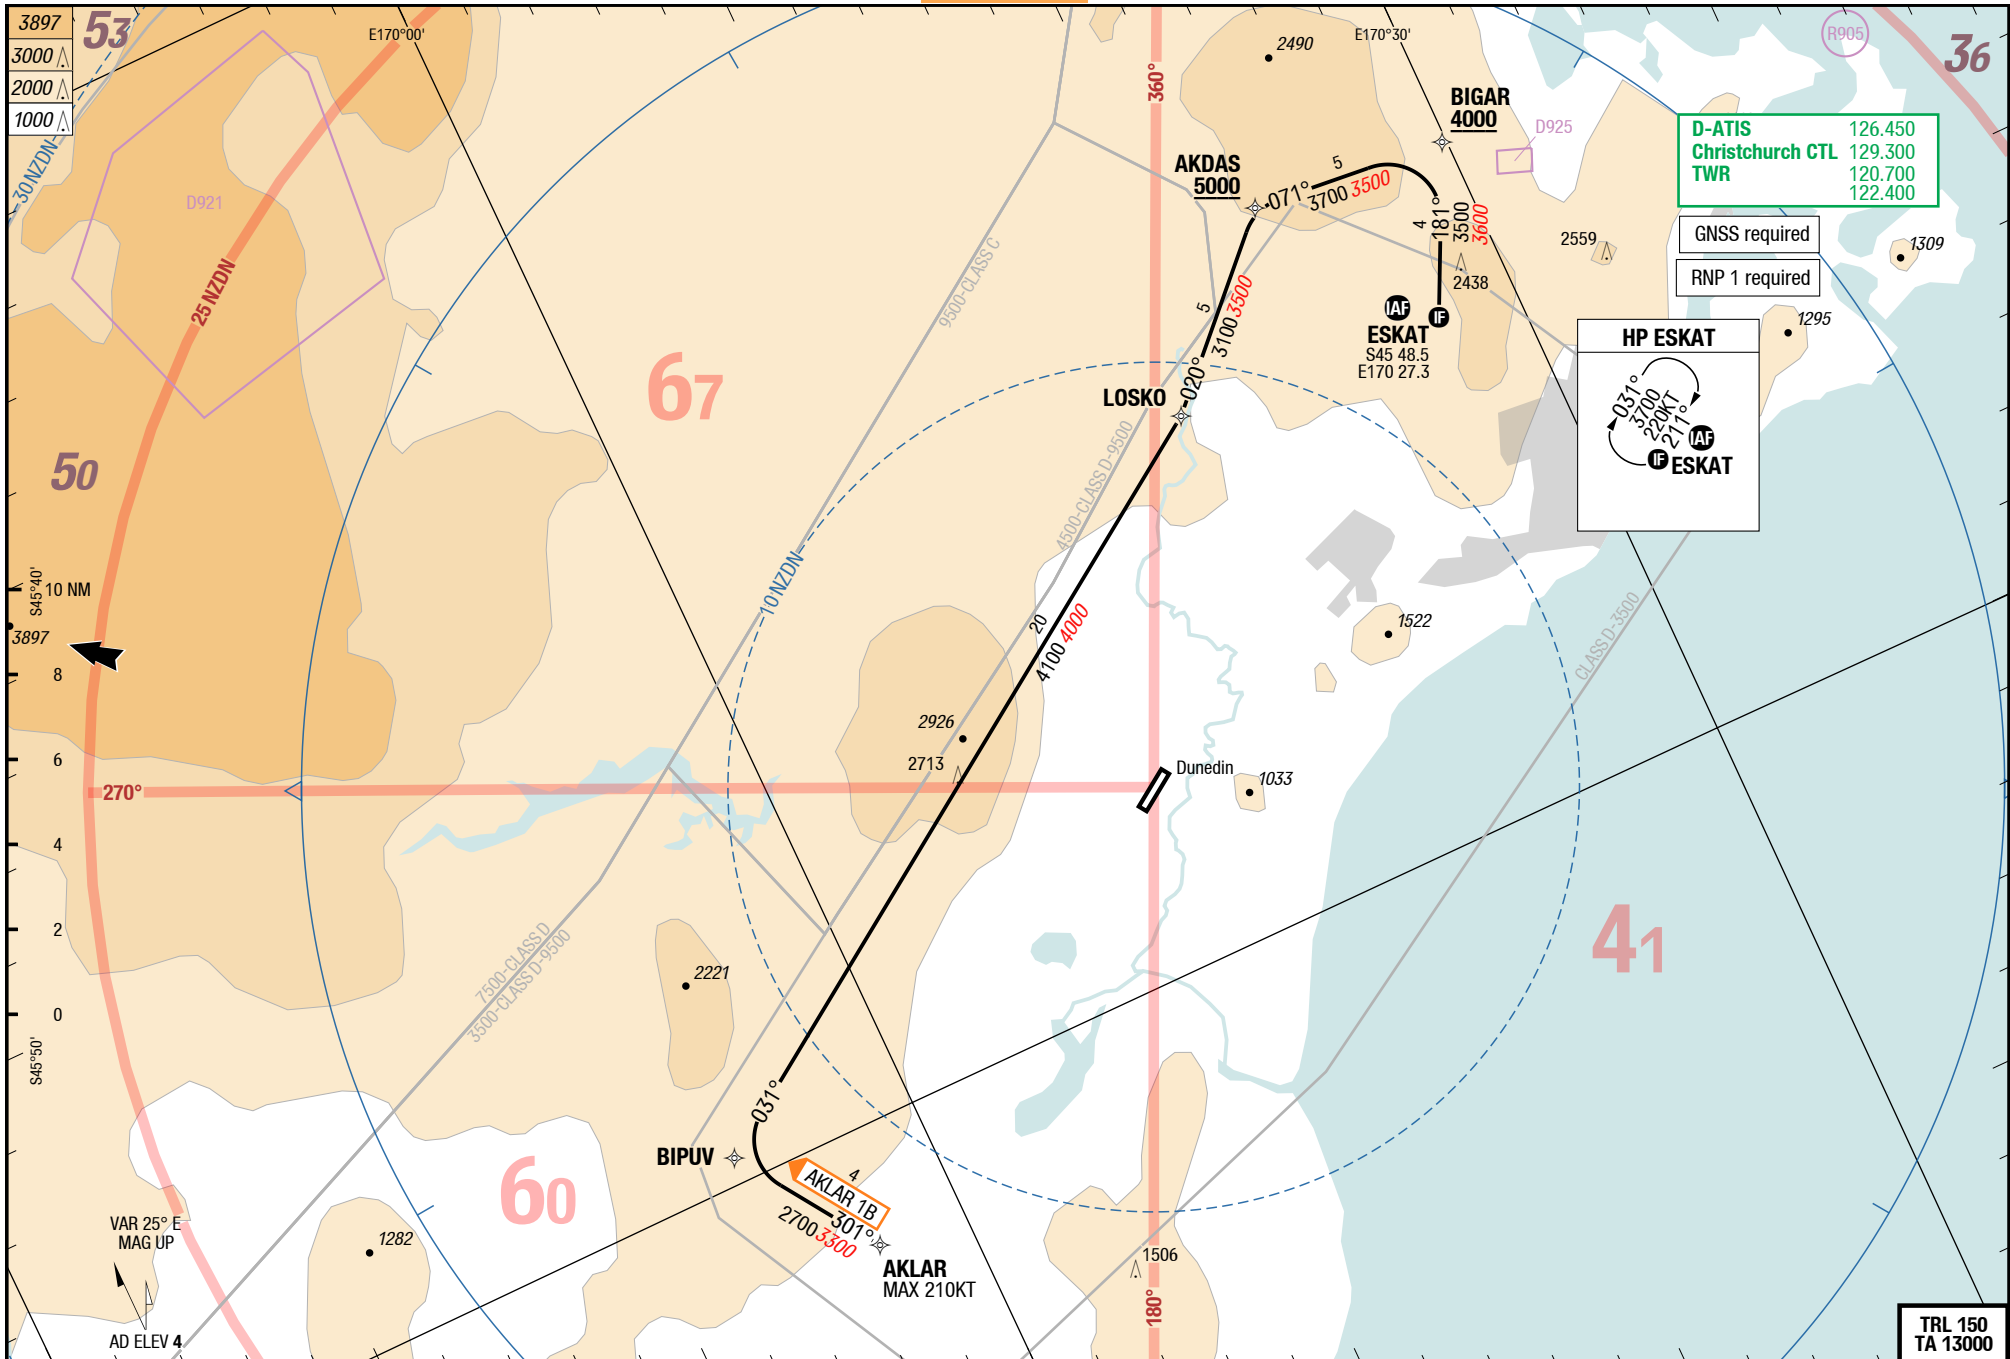 3897
3000
2000
1000
53
E170°00'
360°
2490
E170°30'
R905
36
BIGAR
4000
D925
D-ATIS 126.450
Christchurch CTL 129.300
TWR 120.700
122.400
GNSS required
RNP 1 required
30 NZDN
D921
25 NZDN
9500-CLASS C
AKDAS
5000
071°
5
3700 3500
4
181°
3500
3600
2438
2559
1309
1295
5
3100 3500
020°
IAF
IF
ESKAT
S45 48.5
E170 27.3
HP ESKAT
031°
3700
220KT
211°
IAF
IF ESKAT
67
LOSKO
4500-CLASS D-9500
50
10 NZDN
S45°40'
10 NM
3897
8
6
4
2
0
S45°50'
20
4100 4000
1522
CLASS D-3500
2926
2713
270°
Dunedin
1033
41
2221
7500-CLASS D
3500-CLASS D-9500
031°
BIPUV
4
AKLAR 1B
301°
2700 3300
AKLAR
MAX 210KT
60
1282
1506
180°
VAR 25° E
MAG UP
AD ELEV 4
TRL 150
TA 13000